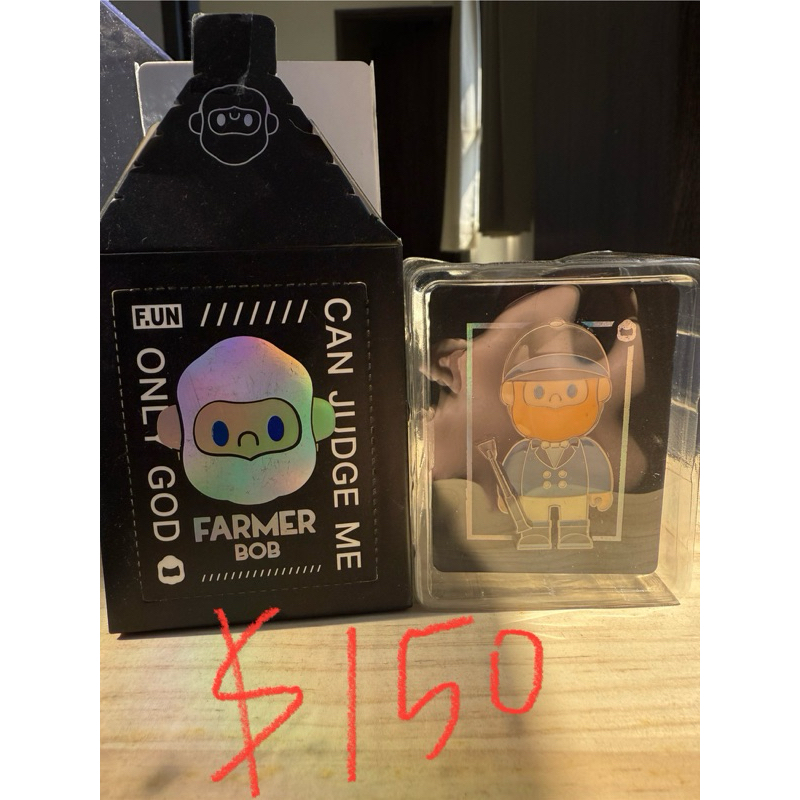 F.UN
CAN JUDGE ME
ONLY GOD
FARMER
BOB
$150